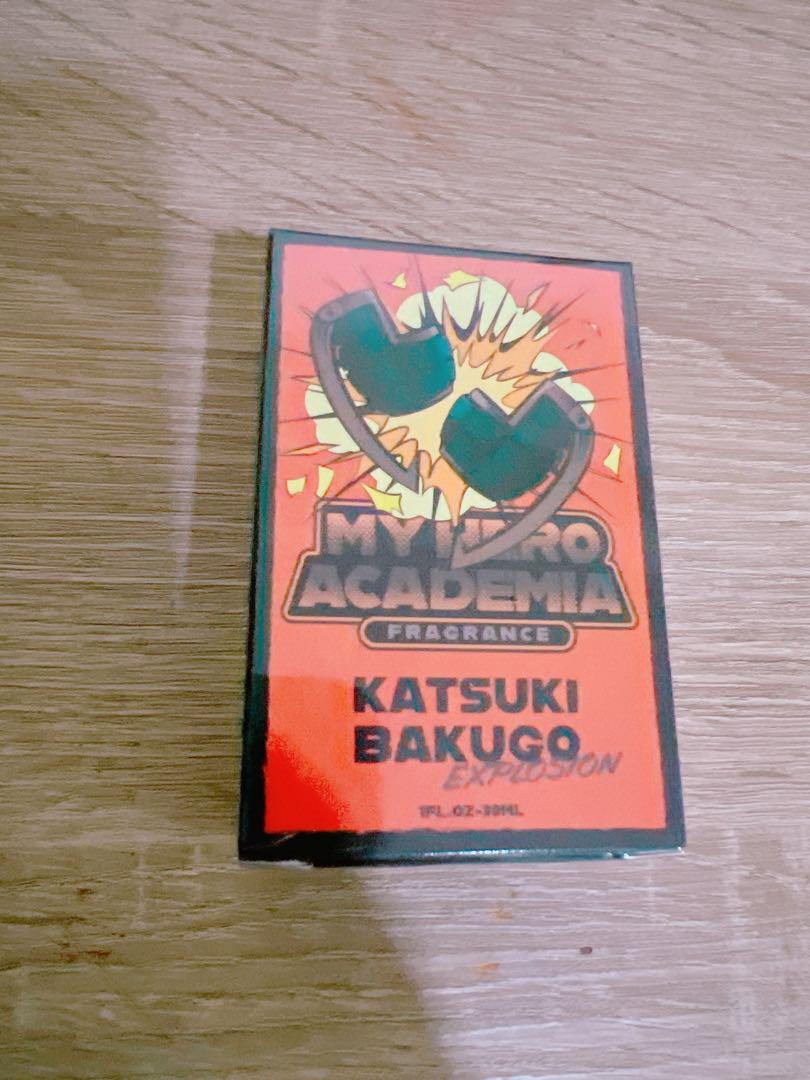 MY HERO
ACADEMIA
FRAGRANCE
KATSUKI
BAKUGO
EXPLOSION
1FL.OZ-30ML